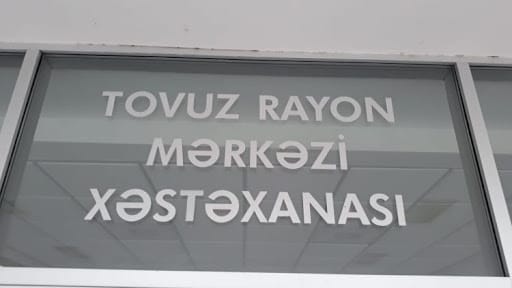 TOVUZ RAYON
MƏRKƏZİ
XƏSTƏXANASI